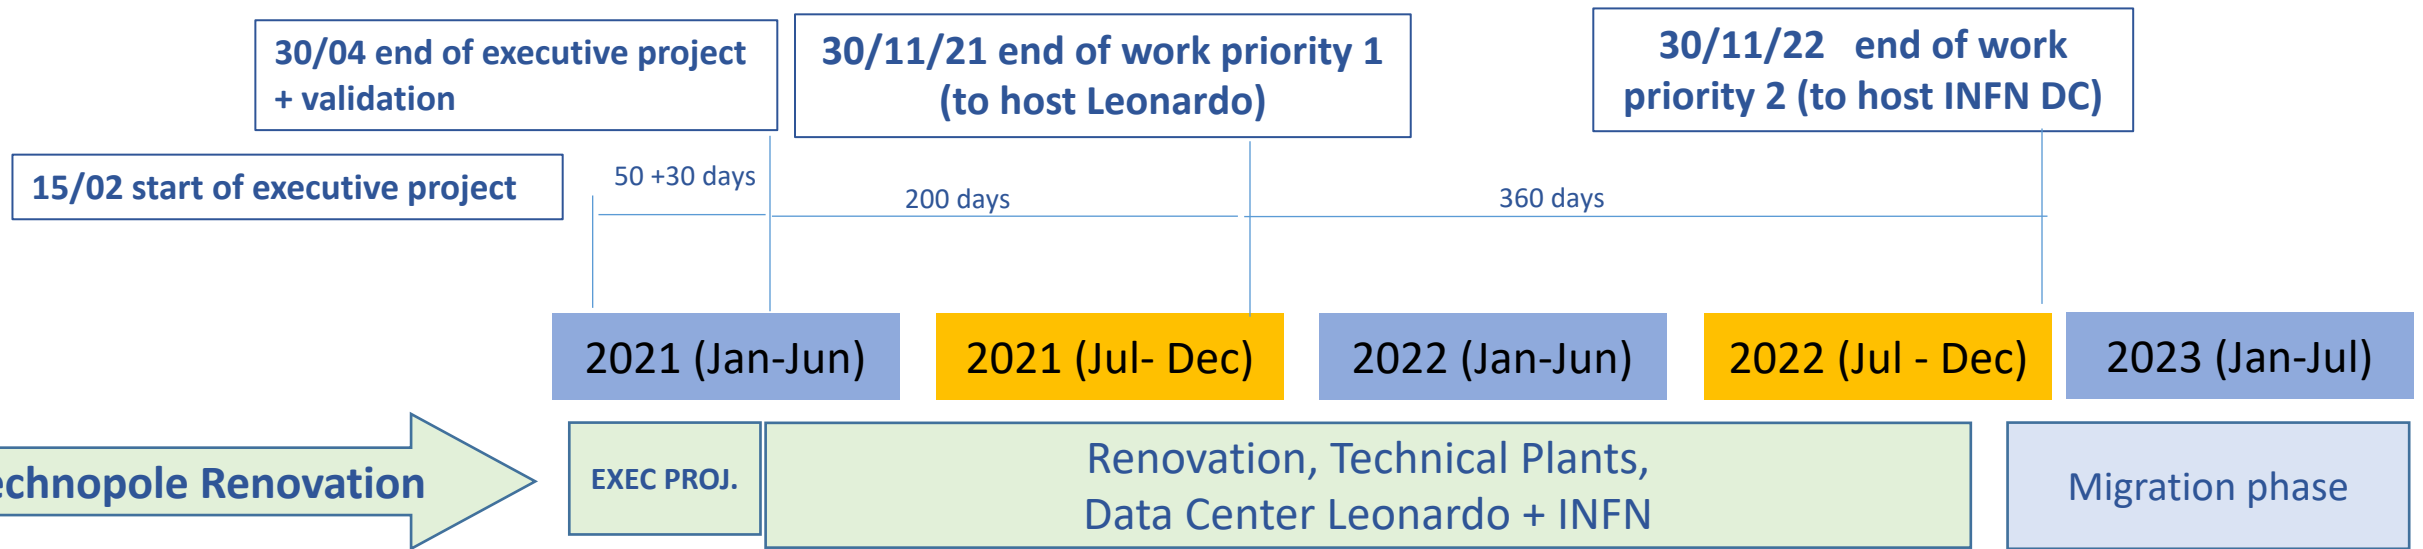 30/04 end of executive project
+ validation
30/11/21 end of work priority 1
(to host Leonardo)
30/11/22 end of work
priority 2 (to host INFN DC)
15/02 start of executive project
50 +30 days
200 days
360 days
2021 (Jan-Jun)
2021 (Jul- Dec)
2022 (Jan-Jun)
2022 (Jul - Dec)
2023 (Jan-Jul)
echnopole Renovation
EXEC PROJ.
Renovation, Technical Plants,
Data Center Leonardo + INFN
Migration phase